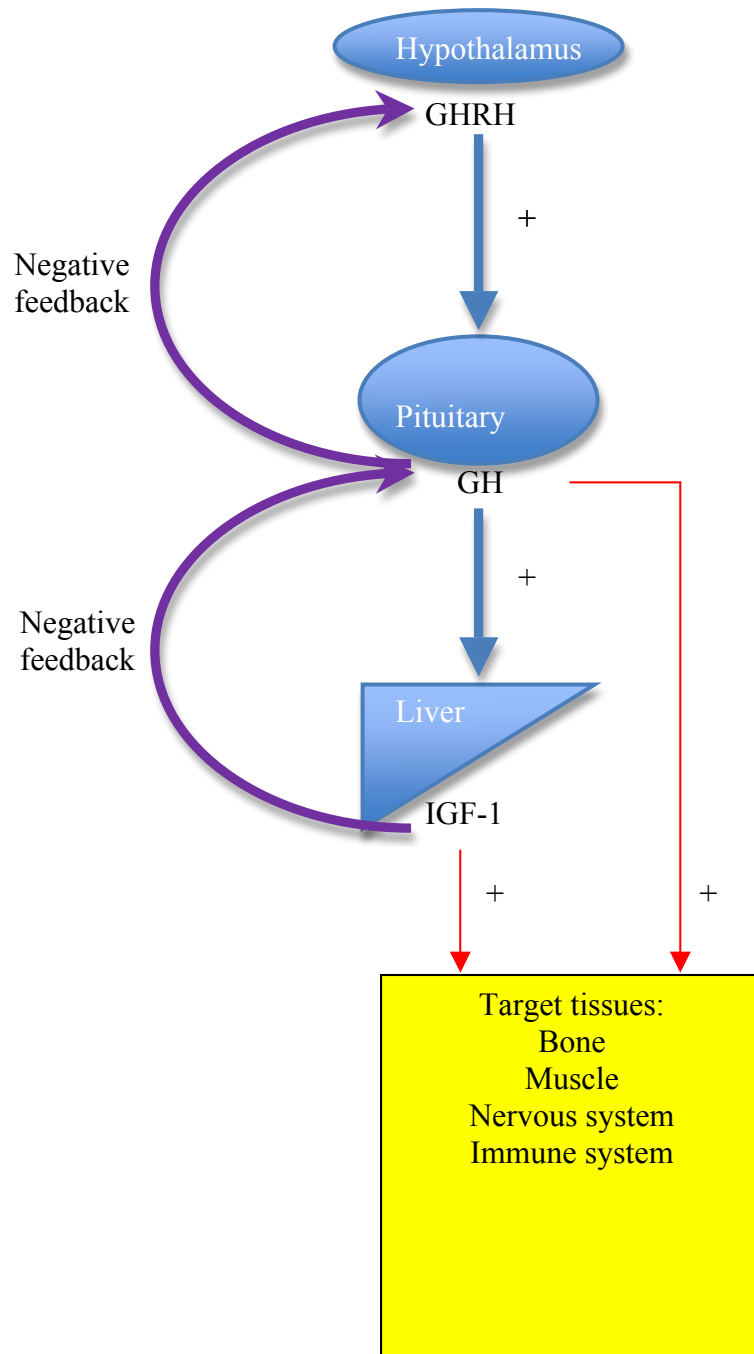 Hypothalamus
GHRH
+
Negative
feedback
Pituitary
GH
+
Negative
feedback
Liver
IGF-1
+
+
Target tissues:
Bone
Muscle
Nervous system
Immune system